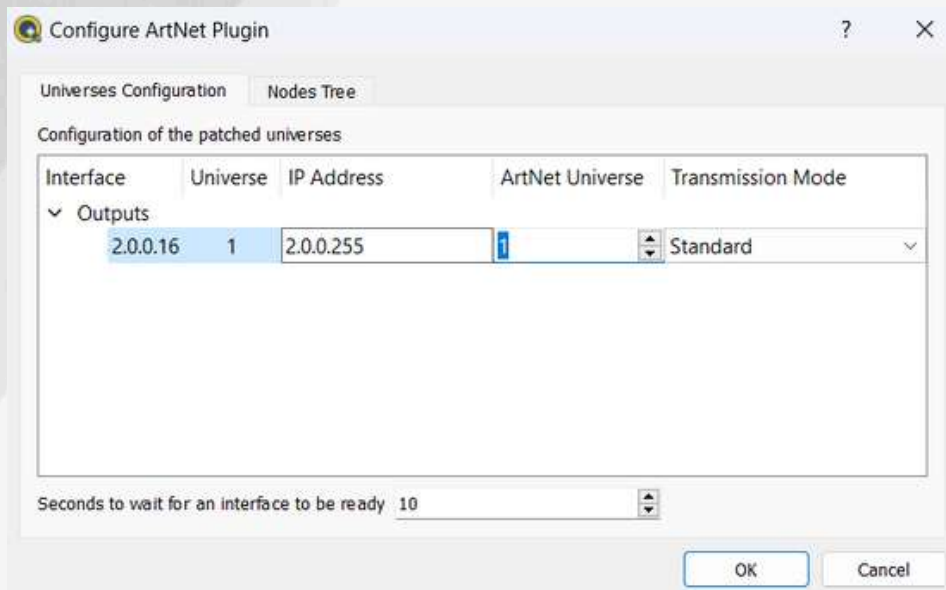 Configure ArtNet Plugin ?
Universes Configuration Nodes Tree
Configuration of the patched universes
Interface Universe IP Address ArtNet Universe Transmission Mode
Outputs
2.0.0.16 1 2.0.0.255 1 Standard
Seconds to wait for an interface to be ready 10
OK Cancel